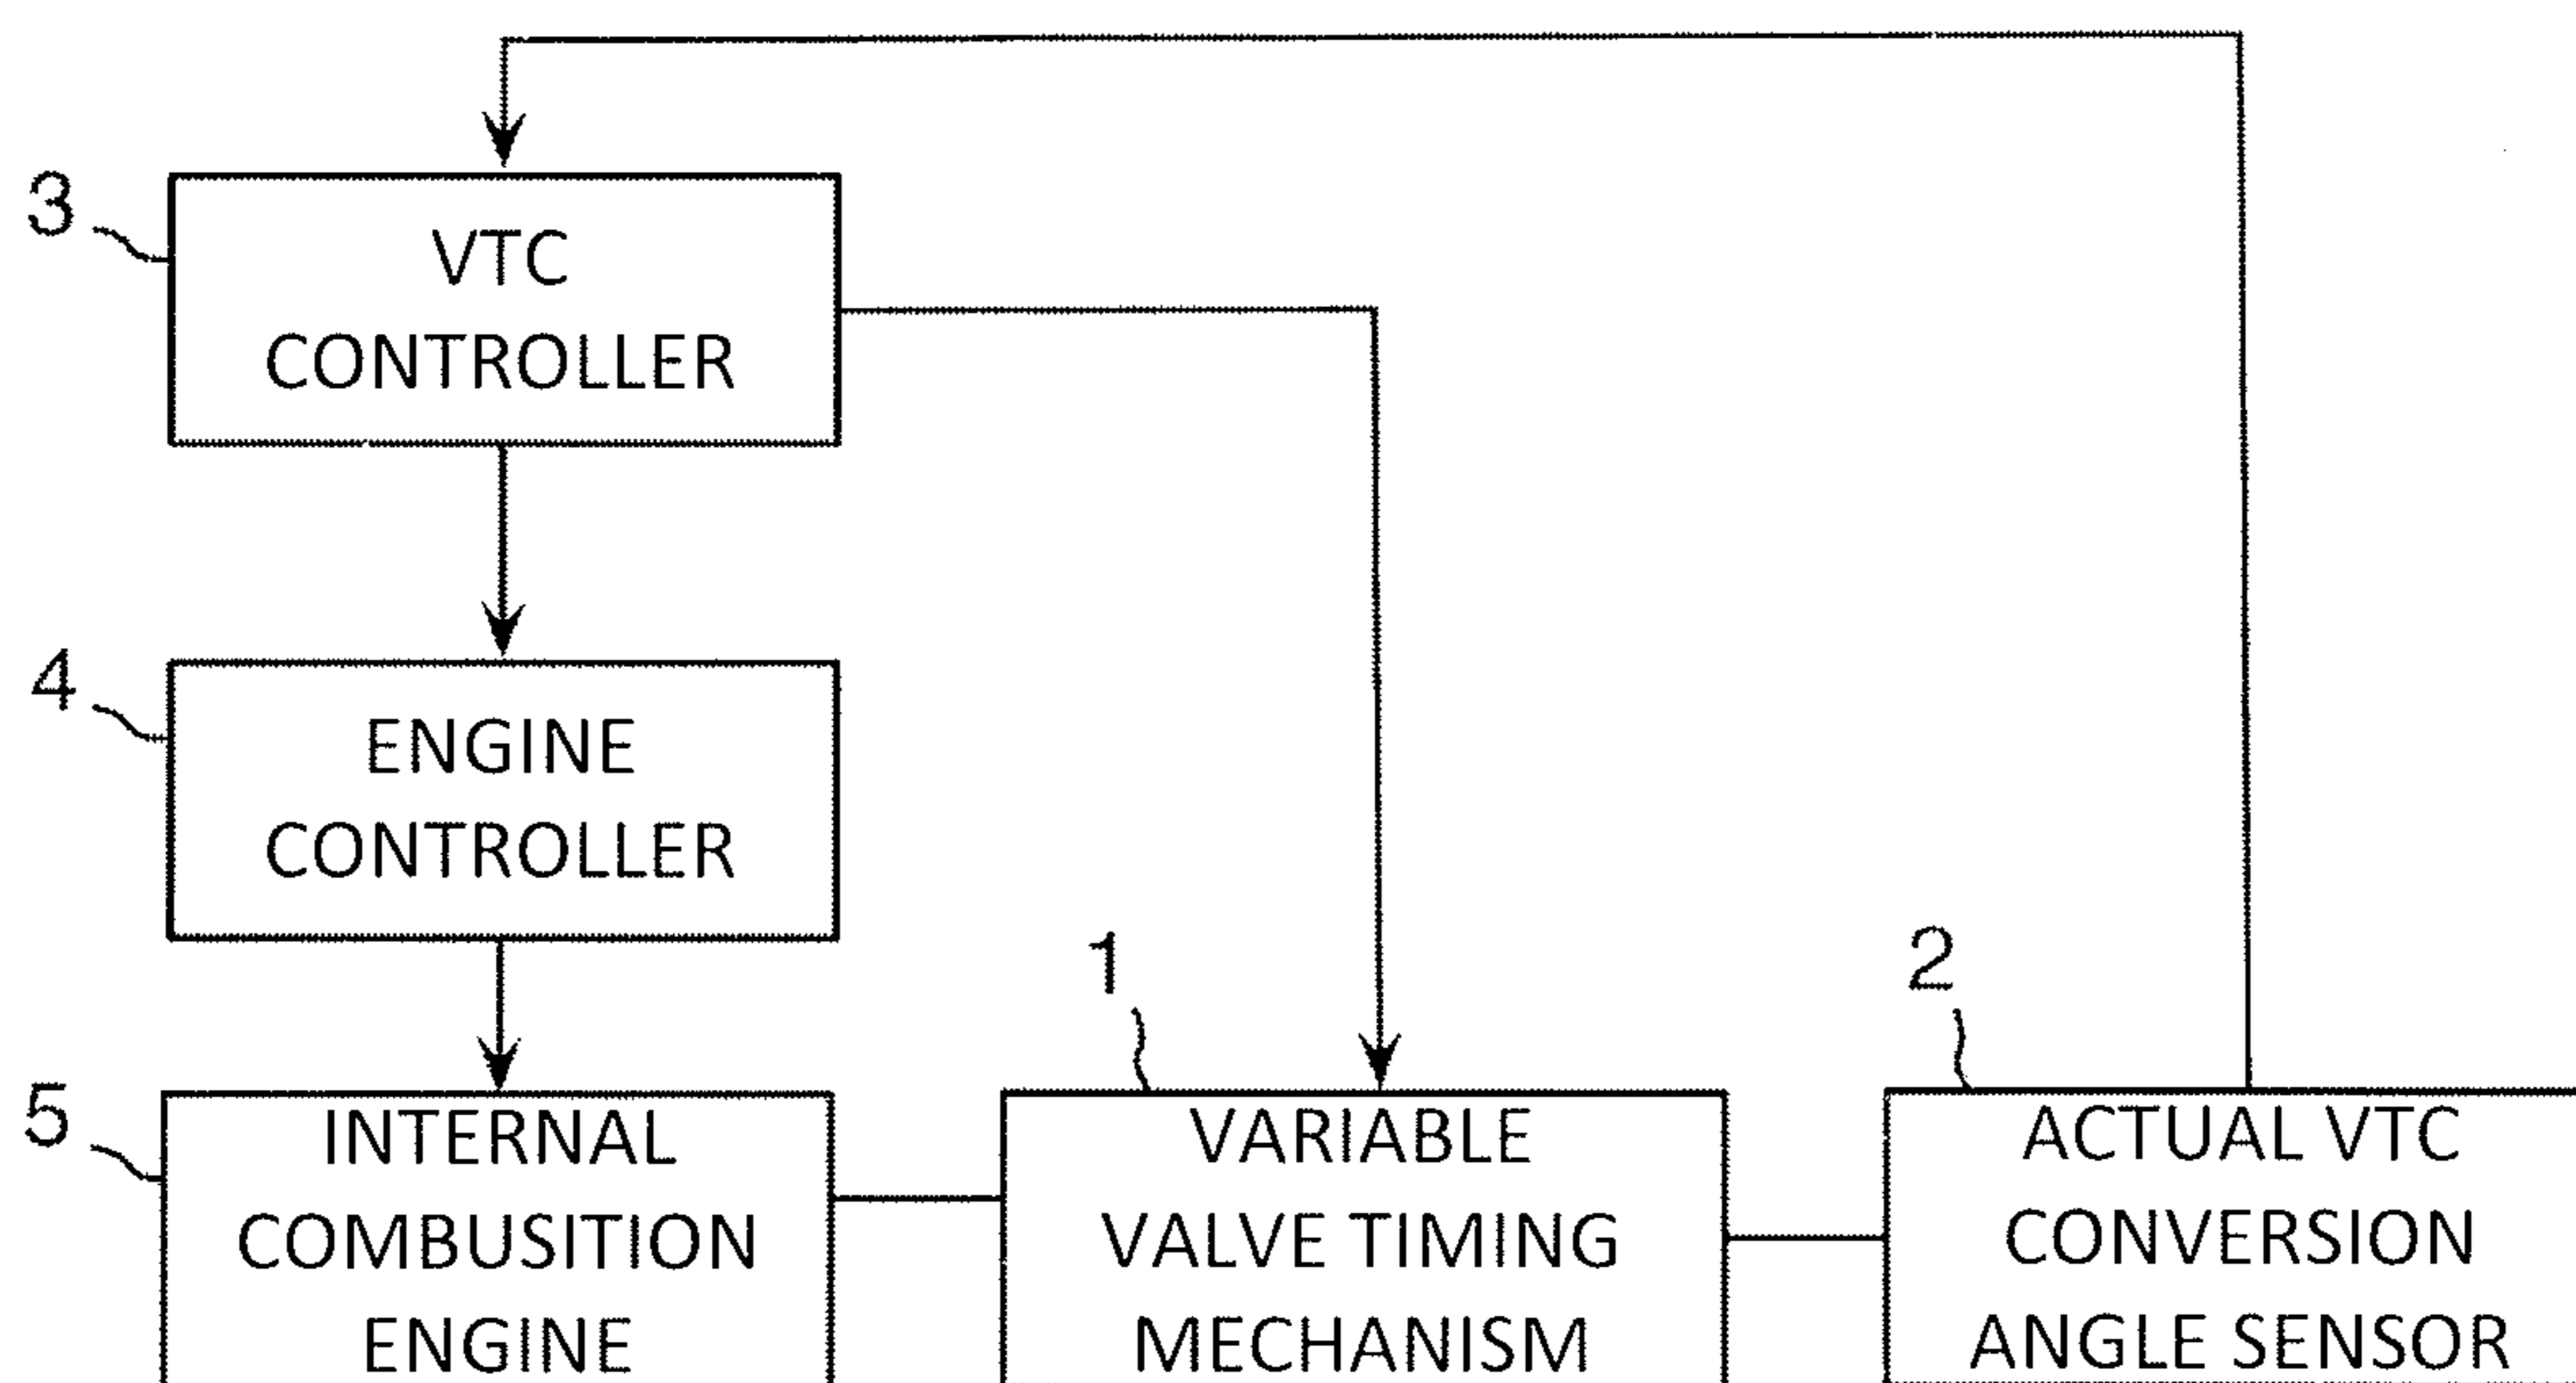 3
VTC
CONTROLLER
4
ENGINE
CONTROLLER
1
2
5
INTERNAL
COMBUSITION
ENGINE
VARIABLE
VALVE TIMING
MECHANISM
ACTUAL VTC
CONVERSION
ANGLE SENSOR